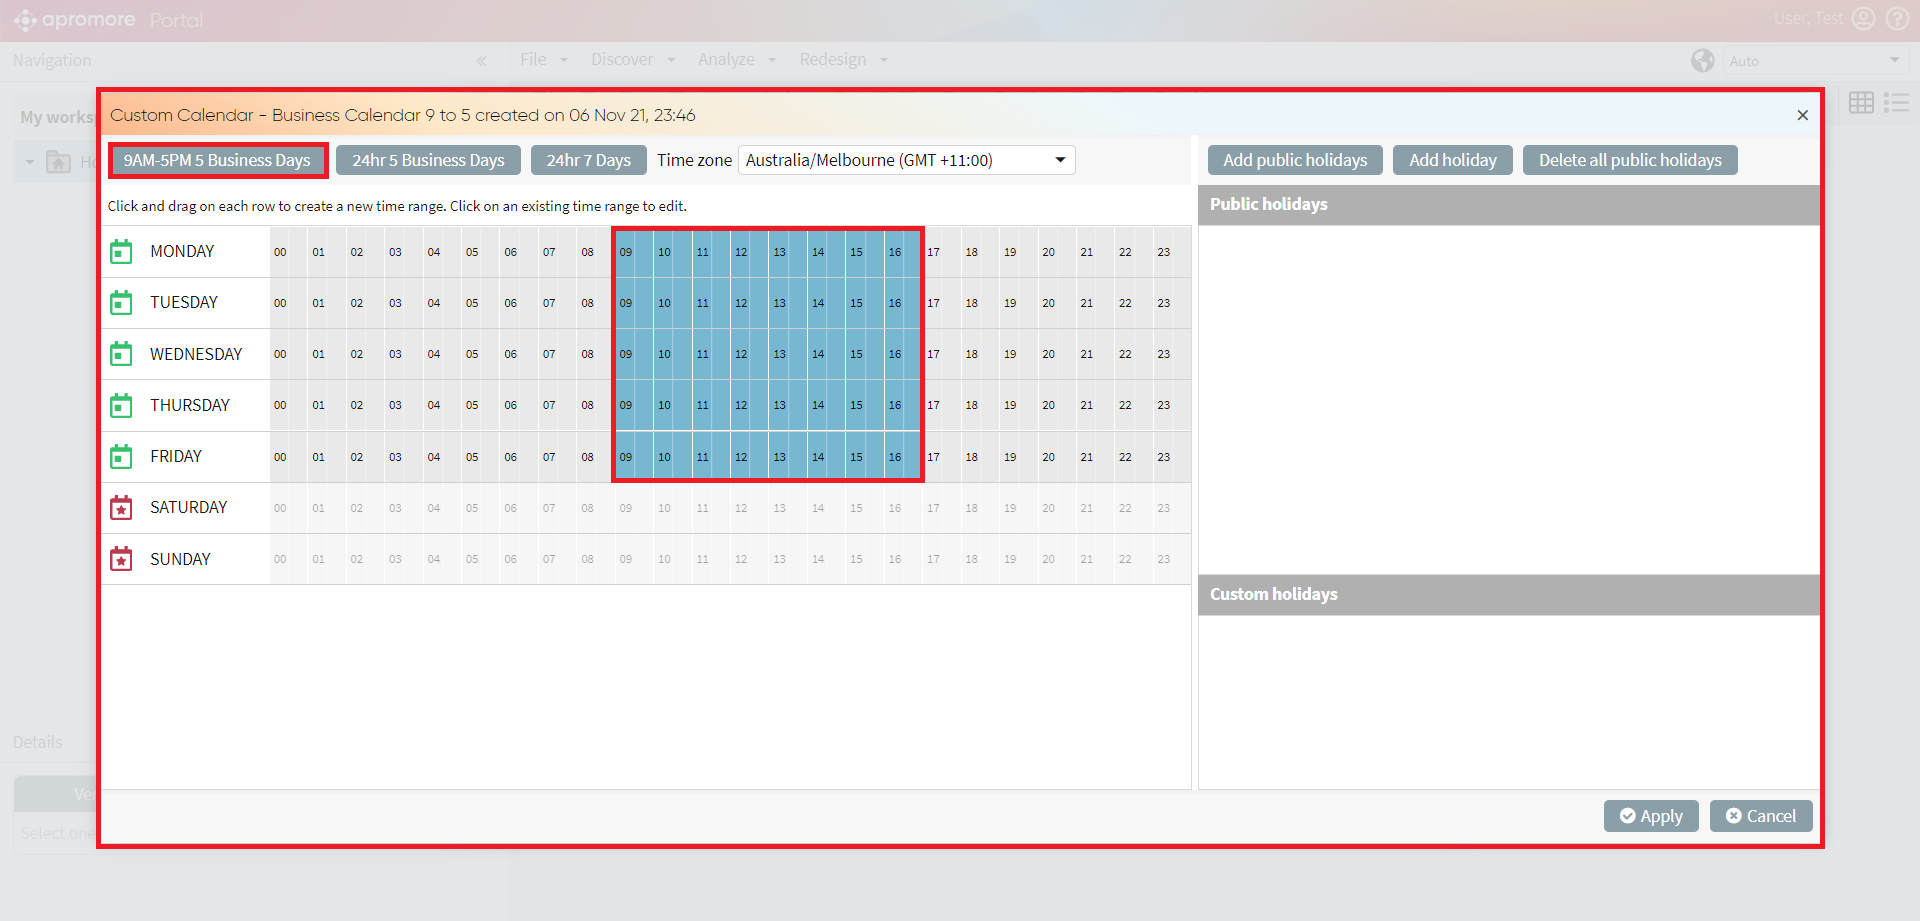 apromore Portal
User, Test
Navigation «
File Discover Analyze Redesign
Auto
My works
Custom Calendar - Business Calendar 9 to 5 created on 06 Nov 21, 23:46
9AM-5PM 5 Business Days 24hr 5 Business Days 24hr 7 Days Time zone Australia/Melbourne (GMT +11:00)
Add public holidays Add holiday Delete all public holidays
Click and drag on each row to create a new time range. Click on an existing time range to edit.
Public holidays
MONDAY 00 01 02 03 04 05 06 07 08 09 10 11 12 13 14 15 16 17 18 19 20 21 22 23
TUESDAY 00 01 02 03 04 05 06 07 08 09 10 11 12 13 14 15 16 17 18 19 20 21 22 23
WEDNESDAY 00 01 02 03 04 05 06 07 08 09 10 11 12 13 14 15 16 17 18 19 20 21 22 23
THURSDAY 00 01 02 03 04 05 06 07 08 09 10 11 12 13 14 15 16 17 18 19 20 21 22 23
FRIDAY 00 01 02 03 04 05 06 07 08 09 10 11 12 13 14 15 16 17 18 19 20 21 22 23
SATURDAY 00 01 02 03 04 05 06 07 08 09 10 11 12 13 14 15 16 17 18 19 20 21 22 23
SUNDAY 00 01 02 03 04 05 06 07 08 09 10 11 12 13 14 15 16 17 18 19 20 21 22 23
Custom holidays
Details
Ve
Select one
Apply Cancel